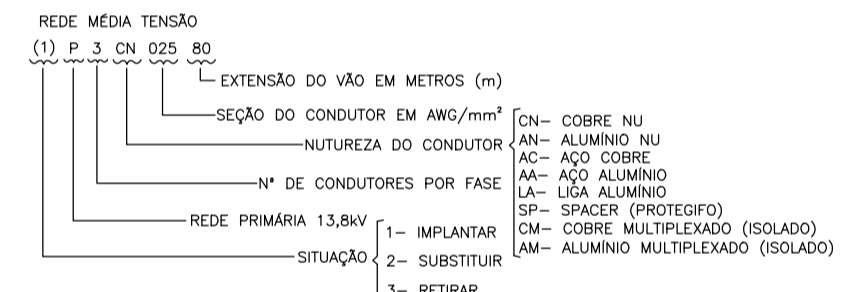 REDE MÉDIA TENSÃO
(1) P 3 CN 025 80
EXTENSÃO DO VÃO EM METROS (m)
SEÇÃO DO CONDUTOR EM AWG/mm²
NUTUREZA DO CONDUTOR
CN– COBRE NU
AN– ALUMÍNIO NU
AC– AÇO COBRE
AA– AÇO ALUMÍNIO
LA– LIGA ALUMÍNIO
SP– SPACER (PROTEGIFO)
CM– COBRE MULTIPLEXADO (ISOLADO)
AM– ALUMÍNIO MULTIPLEXADO (ISOLADO)
N° DE CONDUTORES POR FASE
REDE PRIMÁRIA 13,8kV
SITUAÇÃO
1– IMPLANTAR
2– SUBSTITUIR
3– RETIRAR